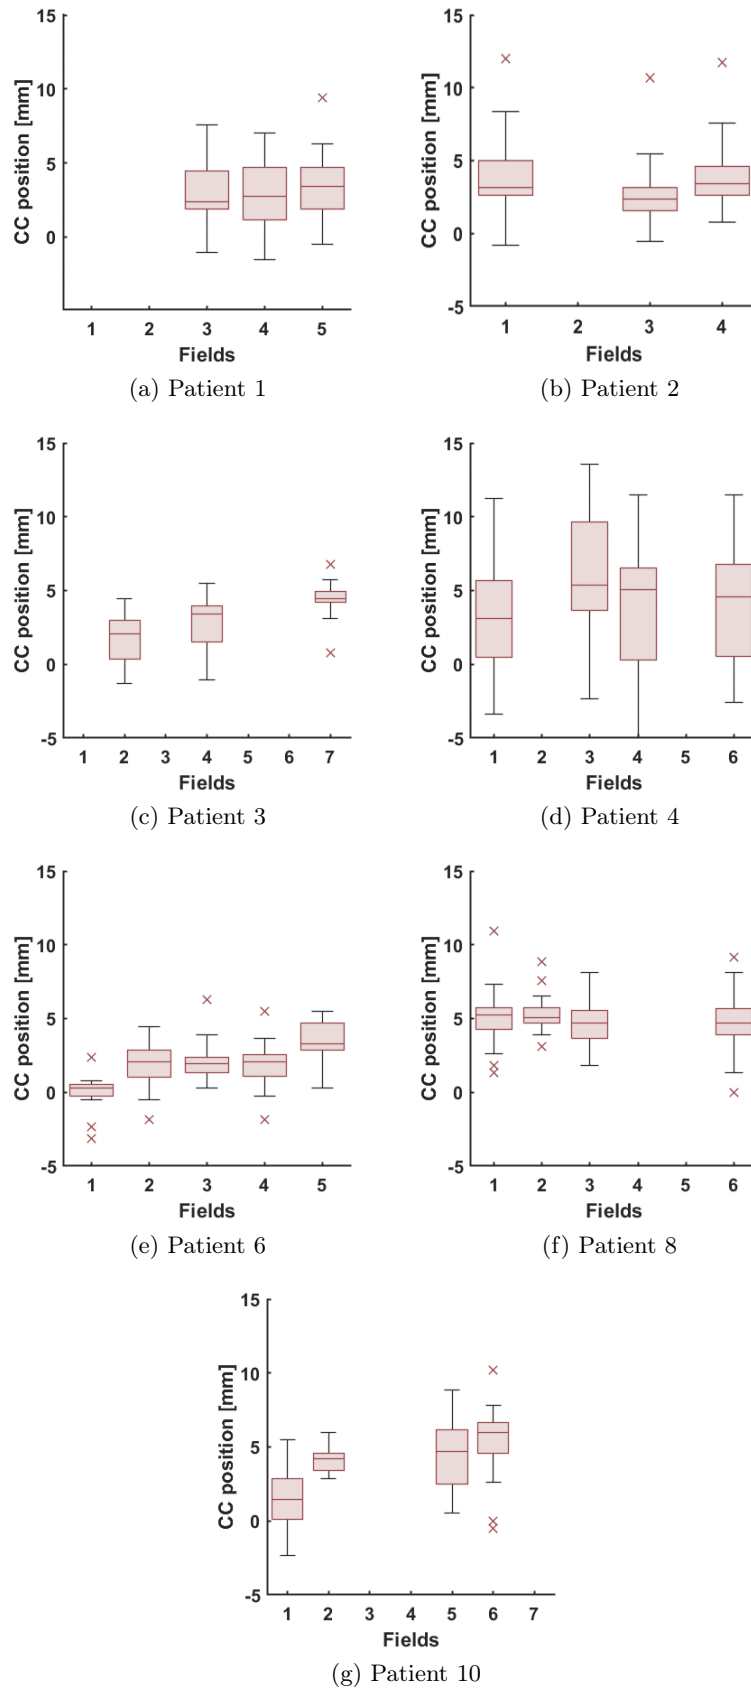 15
10
5
0
CC position [mm]
1 2 3 4 5
Fields
(a) Patient 1
15
10
5
0
-5
CC position [mm]
1 2 3 4
Fields
(b) Patient 2
15
10
5
0
-5
CC position [mm]
1 2 3 4 5 6 7
Fields
(c) Patient 3
15
10
5
0
-5
CC position [mm]
1 2 3 4 5 6
Fields
(d) Patient 4
15
10
5
0
-5
CC position [mm]
1 2 3 4 5
Fields
(e) Patient 6
15
10
5
0
-5
CC position [mm]
1 2 3 4 5 6
Fields
(f) Patient 8
15
10
5
0
-5
CC position [mm]
1 2 3 4 5 6 7
Fields
(g) Patient 10